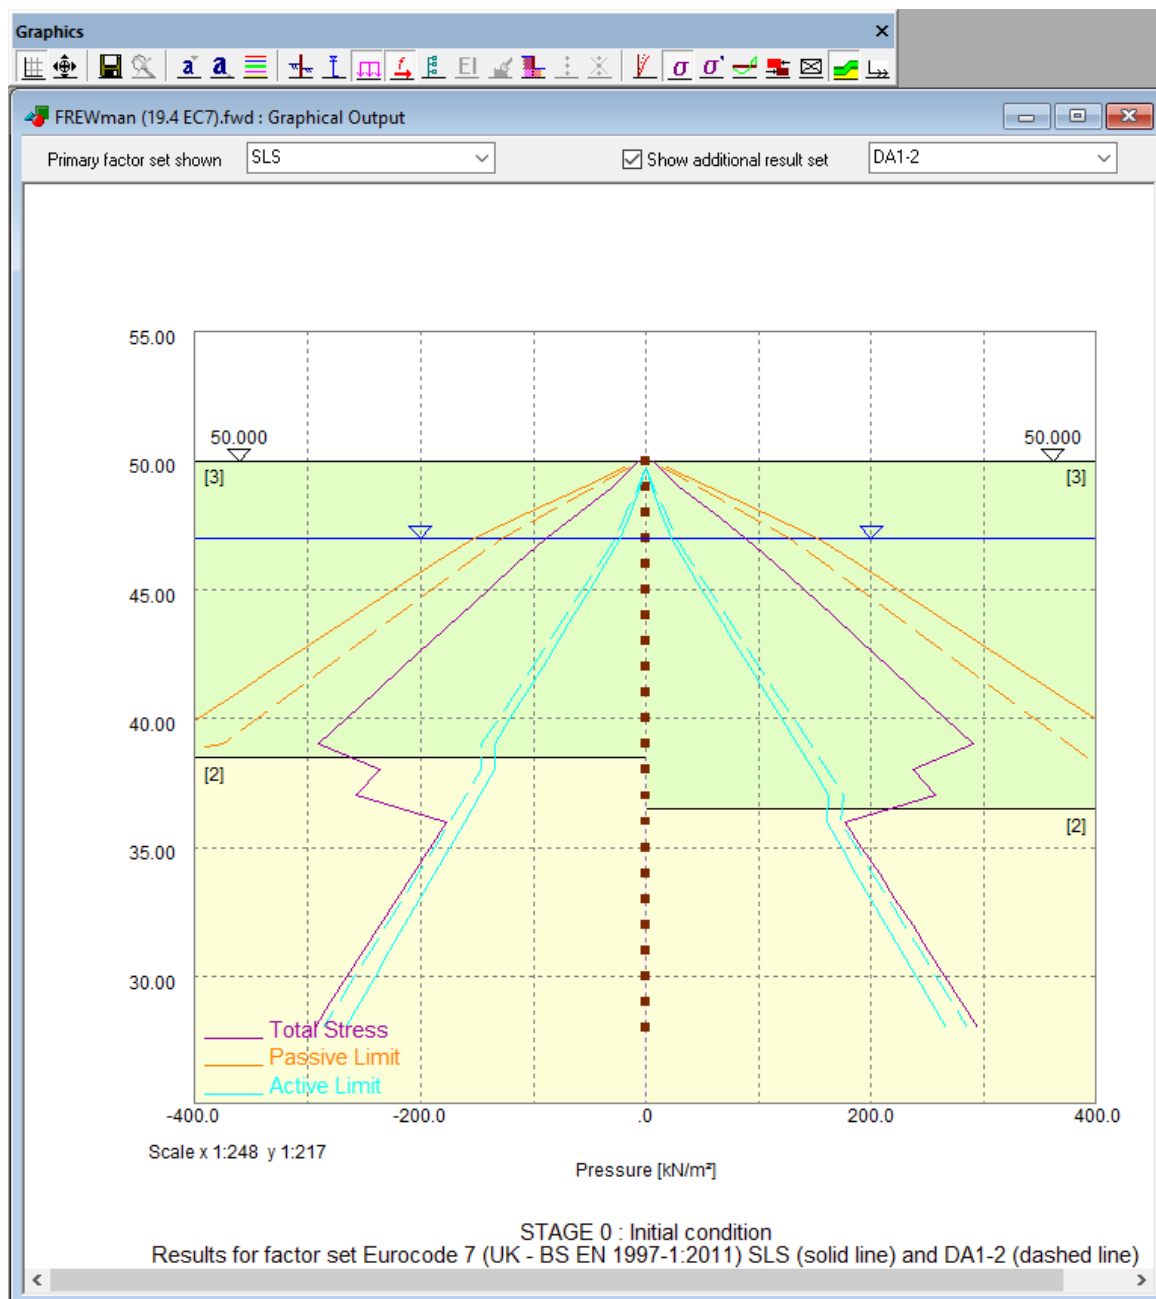 Graphics
a a EI σ σ'
FREWman (19.4 EC7).fwd : Graphical Output
Primary factor set shown SLS Show additional result set DA1-2
55.00
50.000 50.000
50.00
[3] [3]
45.00
40.00
[2]
[2]
35.00
30.00
Total Stress
Passive Limit
Active Limit
-400.0 -200.0 .0 200.0 400.0
Scale x 1:248 y 1:217
Pressure [kN/m²]
STAGE 0 : Initial condition
Results for factor set Eurocode 7 (UK - BS EN 1997-1:2011) SLS (solid line) and DA1-2 (dashed line)